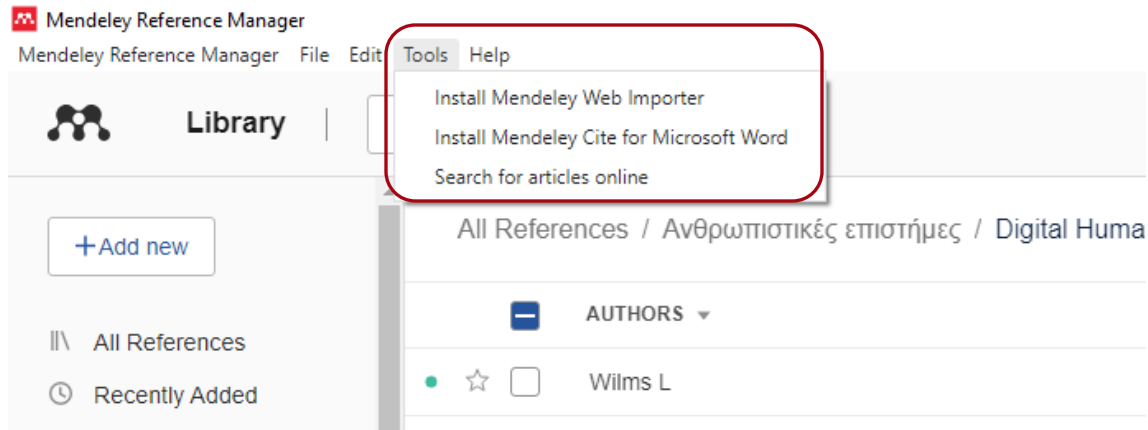 Mendeley Reference Manager
Mendeley Reference Manager File Edit Tools Help
Install Mendeley Web Importer
Install Mendeley Cite for Microsoft Word
Search for articles online
Library
+Add new
All References
Recently Added
All References / Ανθρωπιστικές επιστήμες / Digital Huma
AUTHORS
Wilms L